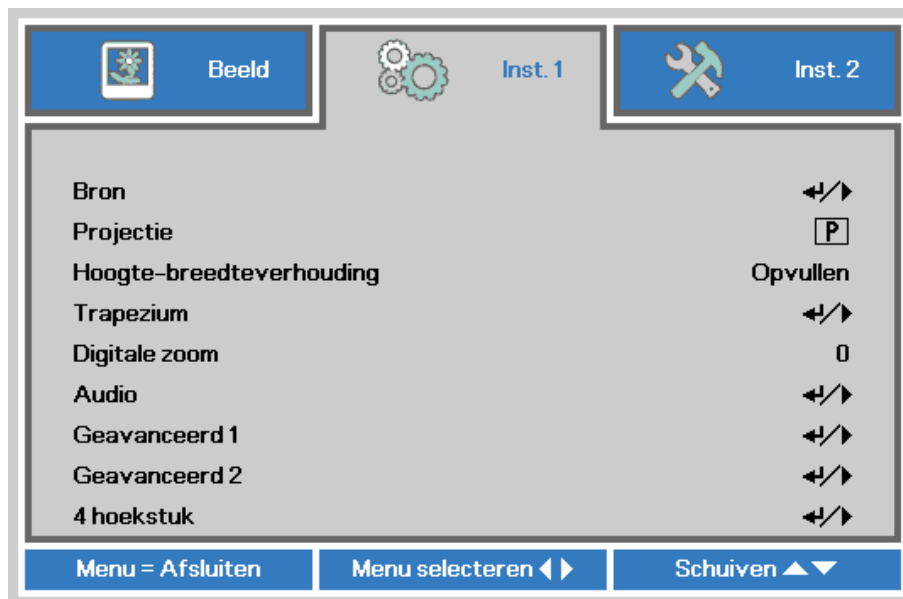 Beeld Inst. 1 Inst. 2
Bron
Projectie P
Hoogte-breedteverhouding Opvullen
Trapezium
Digitale zoom 0
Audio
Geavanceerd 1
Geavanceerd 2
4 hoekstuk
Menu = Afsluiten Menu selecteren Schuiven